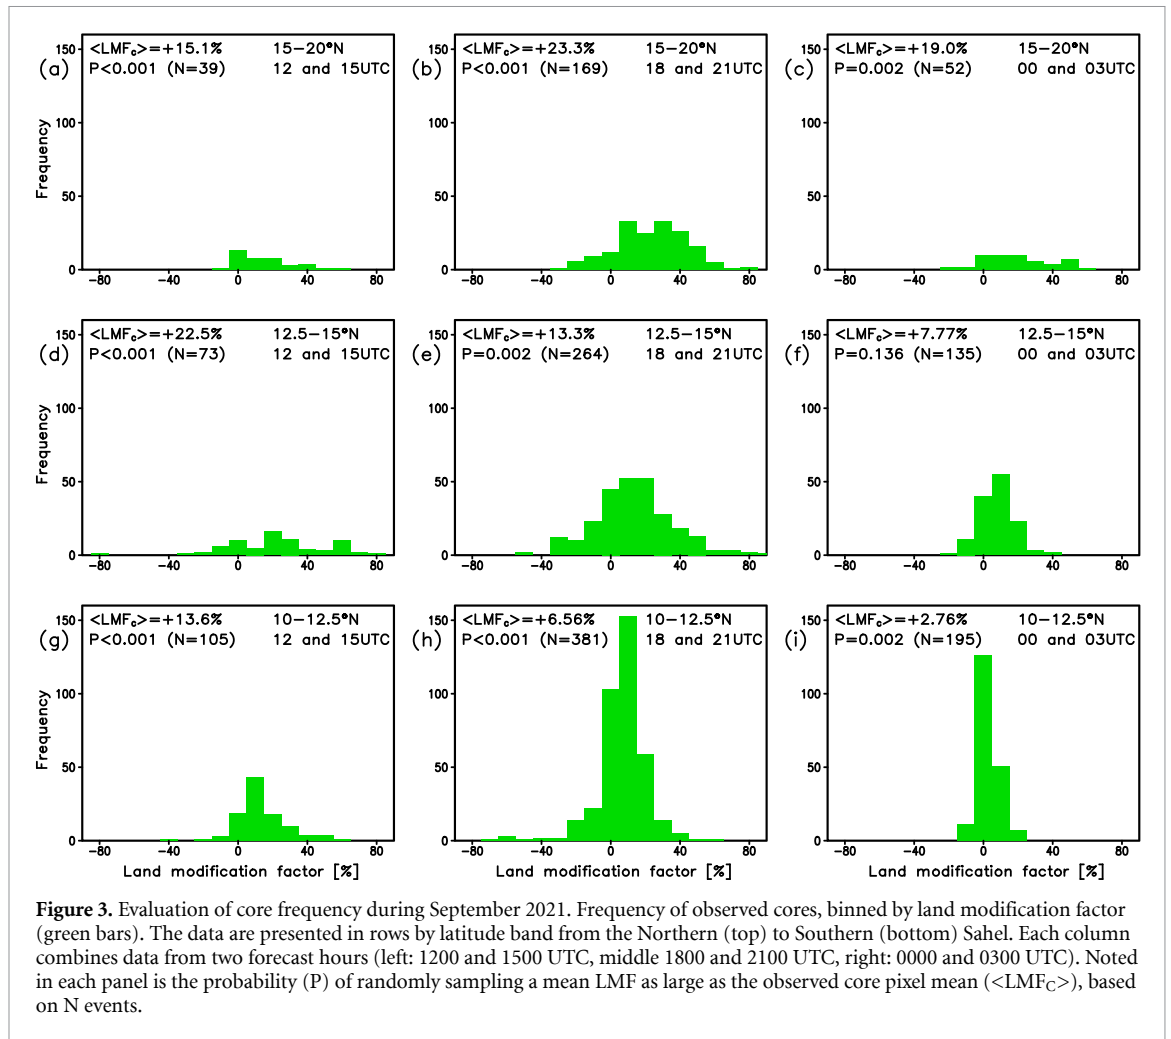 (a) <LMFc>=+15.1% 15−20°N
P<0.001 (N=39) 12 and 15UTC
150
100
50
0
Frequency
−80 −40 0 40 80
(b) <LMFc>=+23.3% 15−20°N
P<0.001 (N=169) 18 and 21UTC
150
100
50
0
−80 −40 0 40 80
(c) <LMFc>=+19.0% 15−20°N
P=0.002 (N=52) 00 and 03UTC
150
100
50
0
−80 −40 0 40 80
(d) <LMFc>=+22.5% 12.5−15°N
P<0.001 (N=73) 12 and 15UTC
150
100
50
0
Frequency
−80 −40 0 40 80
(e) <LMFc>=+13.3% 12.5−15°N
P=0.002 (N=264) 18 and 21UTC
150
100
50
0
−80 −40 0 40 80
(f) <LMFc>=+7.77% 12.5−15°N
P=0.136 (N=135) 00 and 03UTC
150
100
50
0
−80 −40 0 40 80
(g) <LMFc>=+13.6% 10−12.5°N
P<0.001 (N=105) 12 and 15UTC
150
100
50
0
Frequency
−80 −40 0 40 80
Land modification factor [%]
(h) <LMFc>=+6.56% 10−12.5°N
P<0.001 (N=381) 18 and 21UTC
150
100
50
0
−80 −40 0 40 80
Land modification factor [%]
(i) <LMFc>=+2.76% 10−12.5°N
P=0.002 (N=195) 00 and 03UTC
150
100
50
0
−80 −40 0 40 80
Land modification factor [%]
Figure 3. Evaluation of core frequency during September 2021. Frequency of observed cores, binned by land modification factor
(green bars). The data are presented in rows by latitude band from the Northern (top) to Southern (bottom) Sahel. Each column
combines data from two forecast hours (left: 1200 and 1500 UTC, middle 1800 and 2100 UTC, right: 0000 and 0300 UTC). Noted
in each panel is the probability (P) of randomly sampling a mean LMF as large as the observed core pixel mean (<LMFC>), based
on N events.